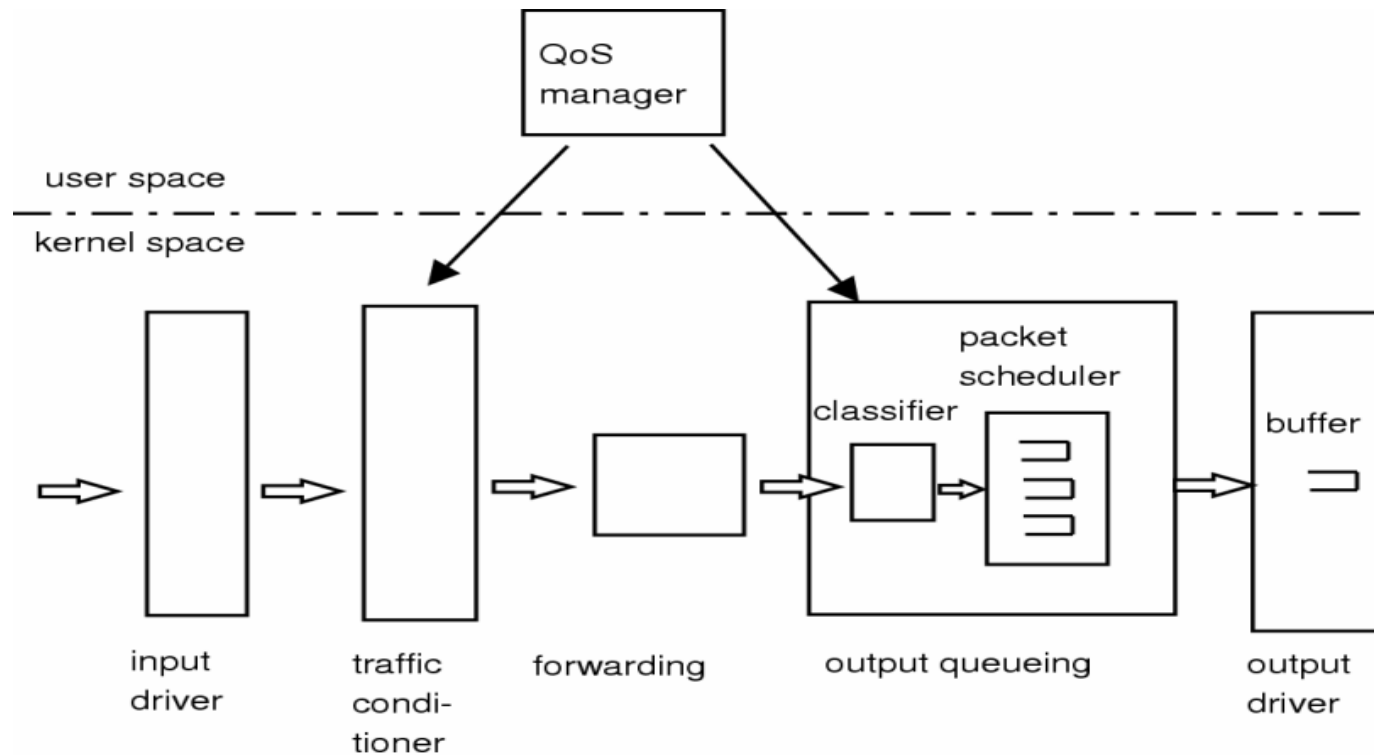 QoS
manager
user space
kernel space
packet
scheduler
classifier
buffer
input
driver
traffic
condi-
tioner
forwarding
output queueing
output
driver